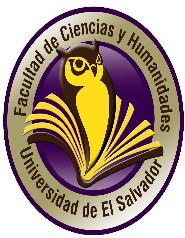 Facultad de Ciencias y Humanidades
Universidad de El Salvador